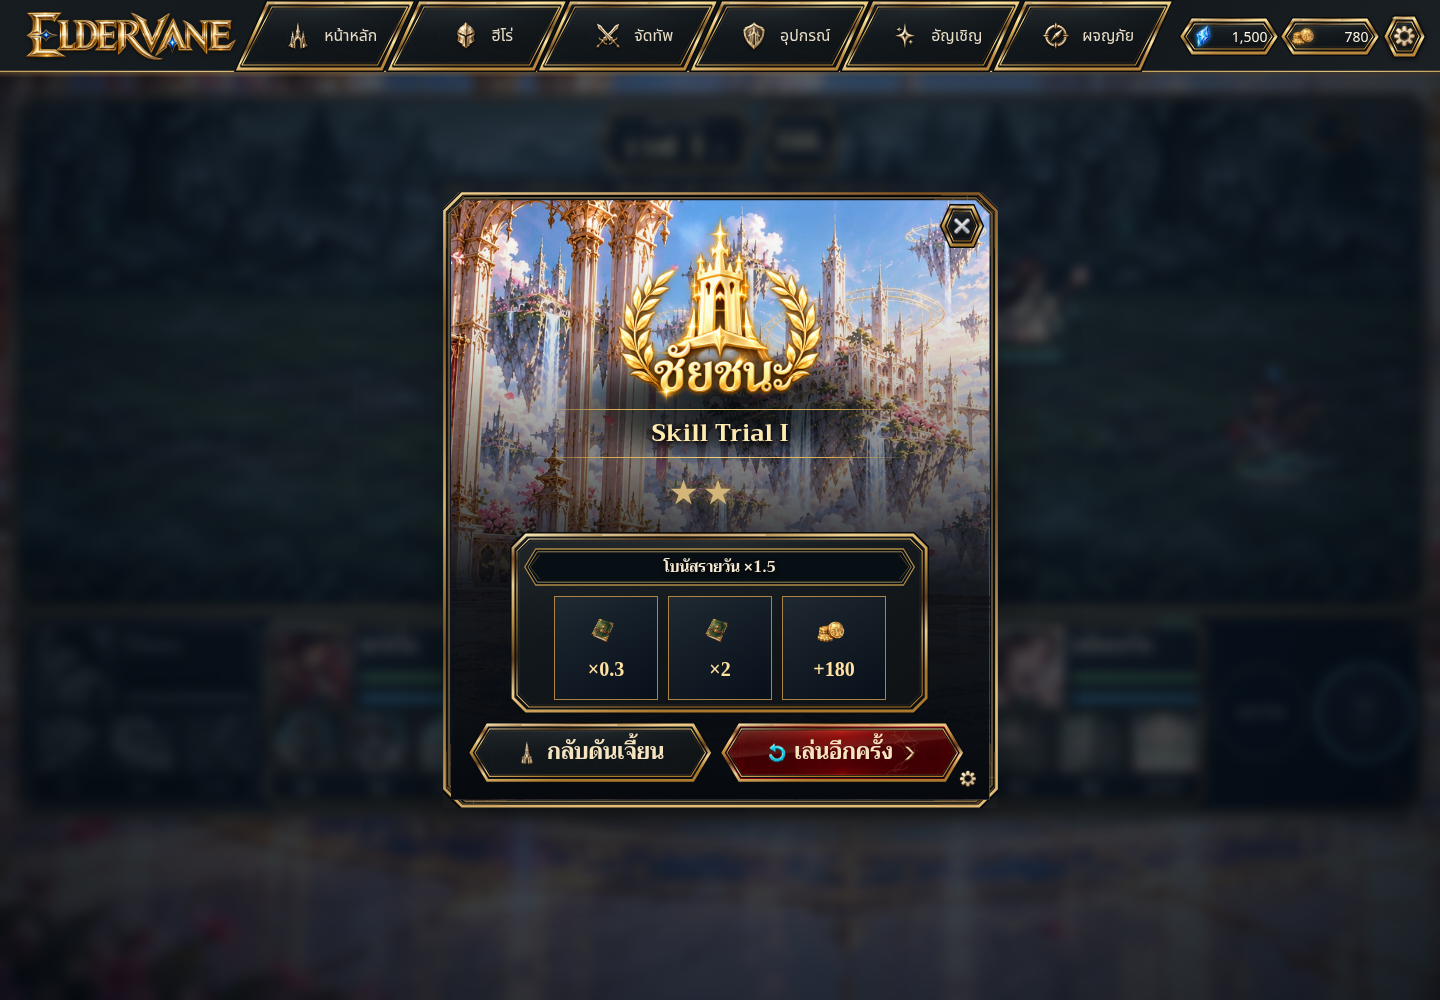 ELDERVANE
หน้าหลัก
ฮีโร่
จัดทัพ
อุปกรณ์
อัญเชิญ
ผจญภัย
1,500
780
ชัยชนะ
Skill Trial I
โบนัสรายวัน ×1.5
×0.3
×2
+180
กลับดันเจี้ยน
เล่นอีกครั้ง